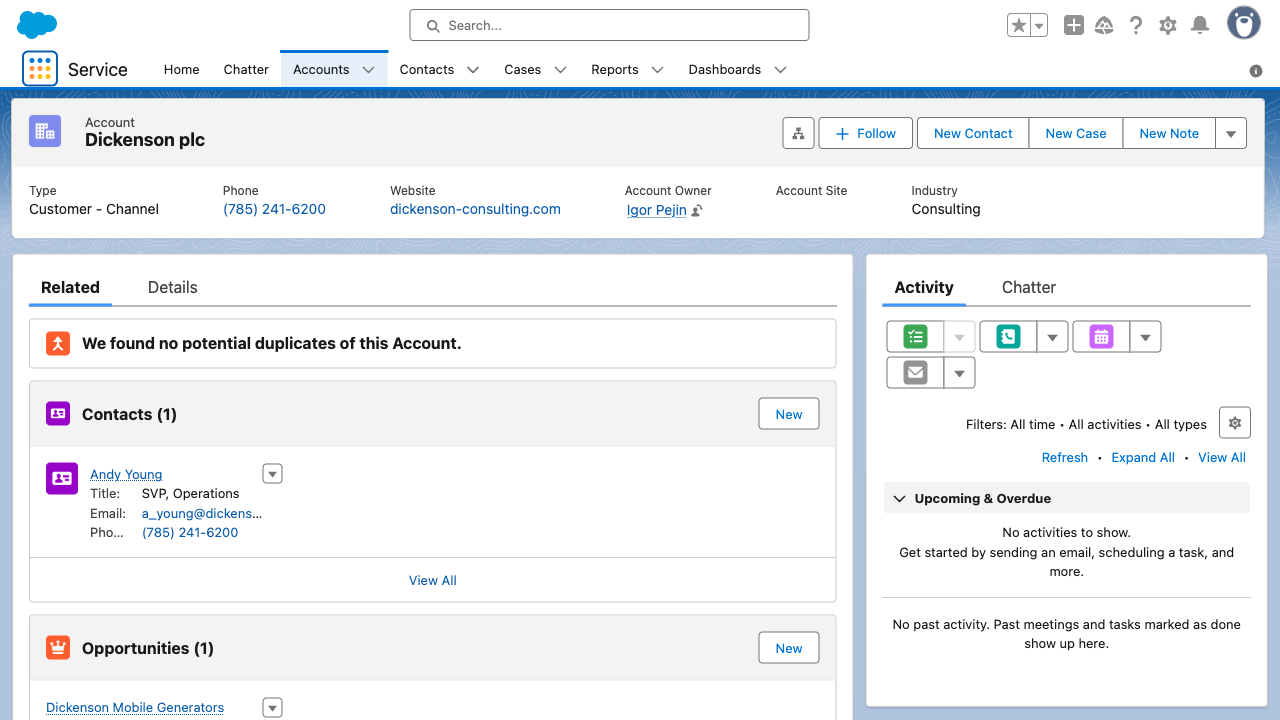 Search...
Service
Home
Chatter
Accounts
Contacts
Cases
Reports
Dashboards
Account
Dickenson plc
Follow
New Contact
New Case
New Note
Type
Customer - Channel
Phone
(785) 241-6200
Website
dickenson-consulting.com
Account Owner
Igor Pejin
Account Site
Industry
Consulting
Related
Details
We found no potential duplicates of this Account.
Contacts (1)
New
Andy Young
Title: SVP, Operations
Email: a_young@dickens...
Pho... (785) 241-6200
View All
Opportunities (1)
New
Dickenson Mobile Generators
Activity
Chatter
Filters: All time • All activities • All types
Refresh • Expand All • View All
Upcoming & Overdue
No activities to show.
Get started by sending an email, scheduling a task, and
more.
No past activity. Past meetings and tasks marked as done
show up here.